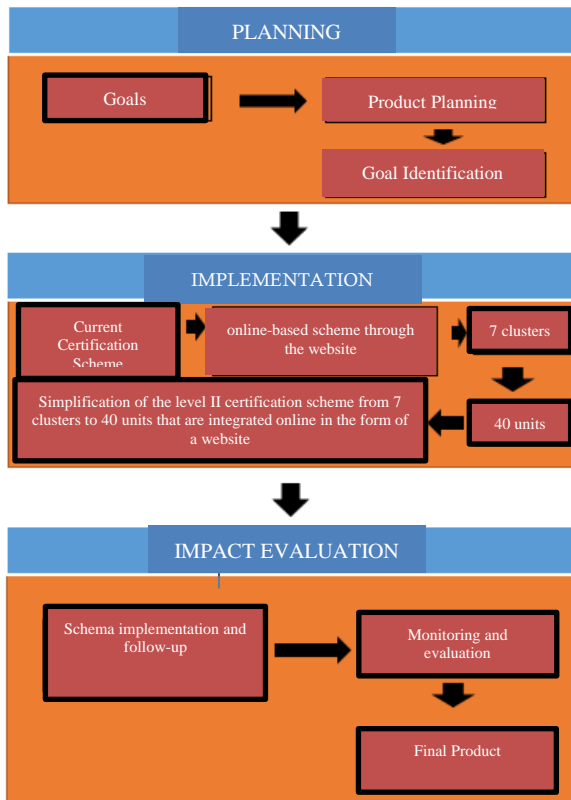 PLANNING
Goals
Product Planning
Goal Identification
IMPLEMENTATION
Current
Certification
Scheme
online-based scheme through
the website
7 clusters
40 units
Simplification of the level II certification scheme from 7
clusters to 40 units that are integrated online in the form of
a website
IMPACT EVALUATION
Schema implementation and
follow-up
Monitoring and
evaluation
Final Product